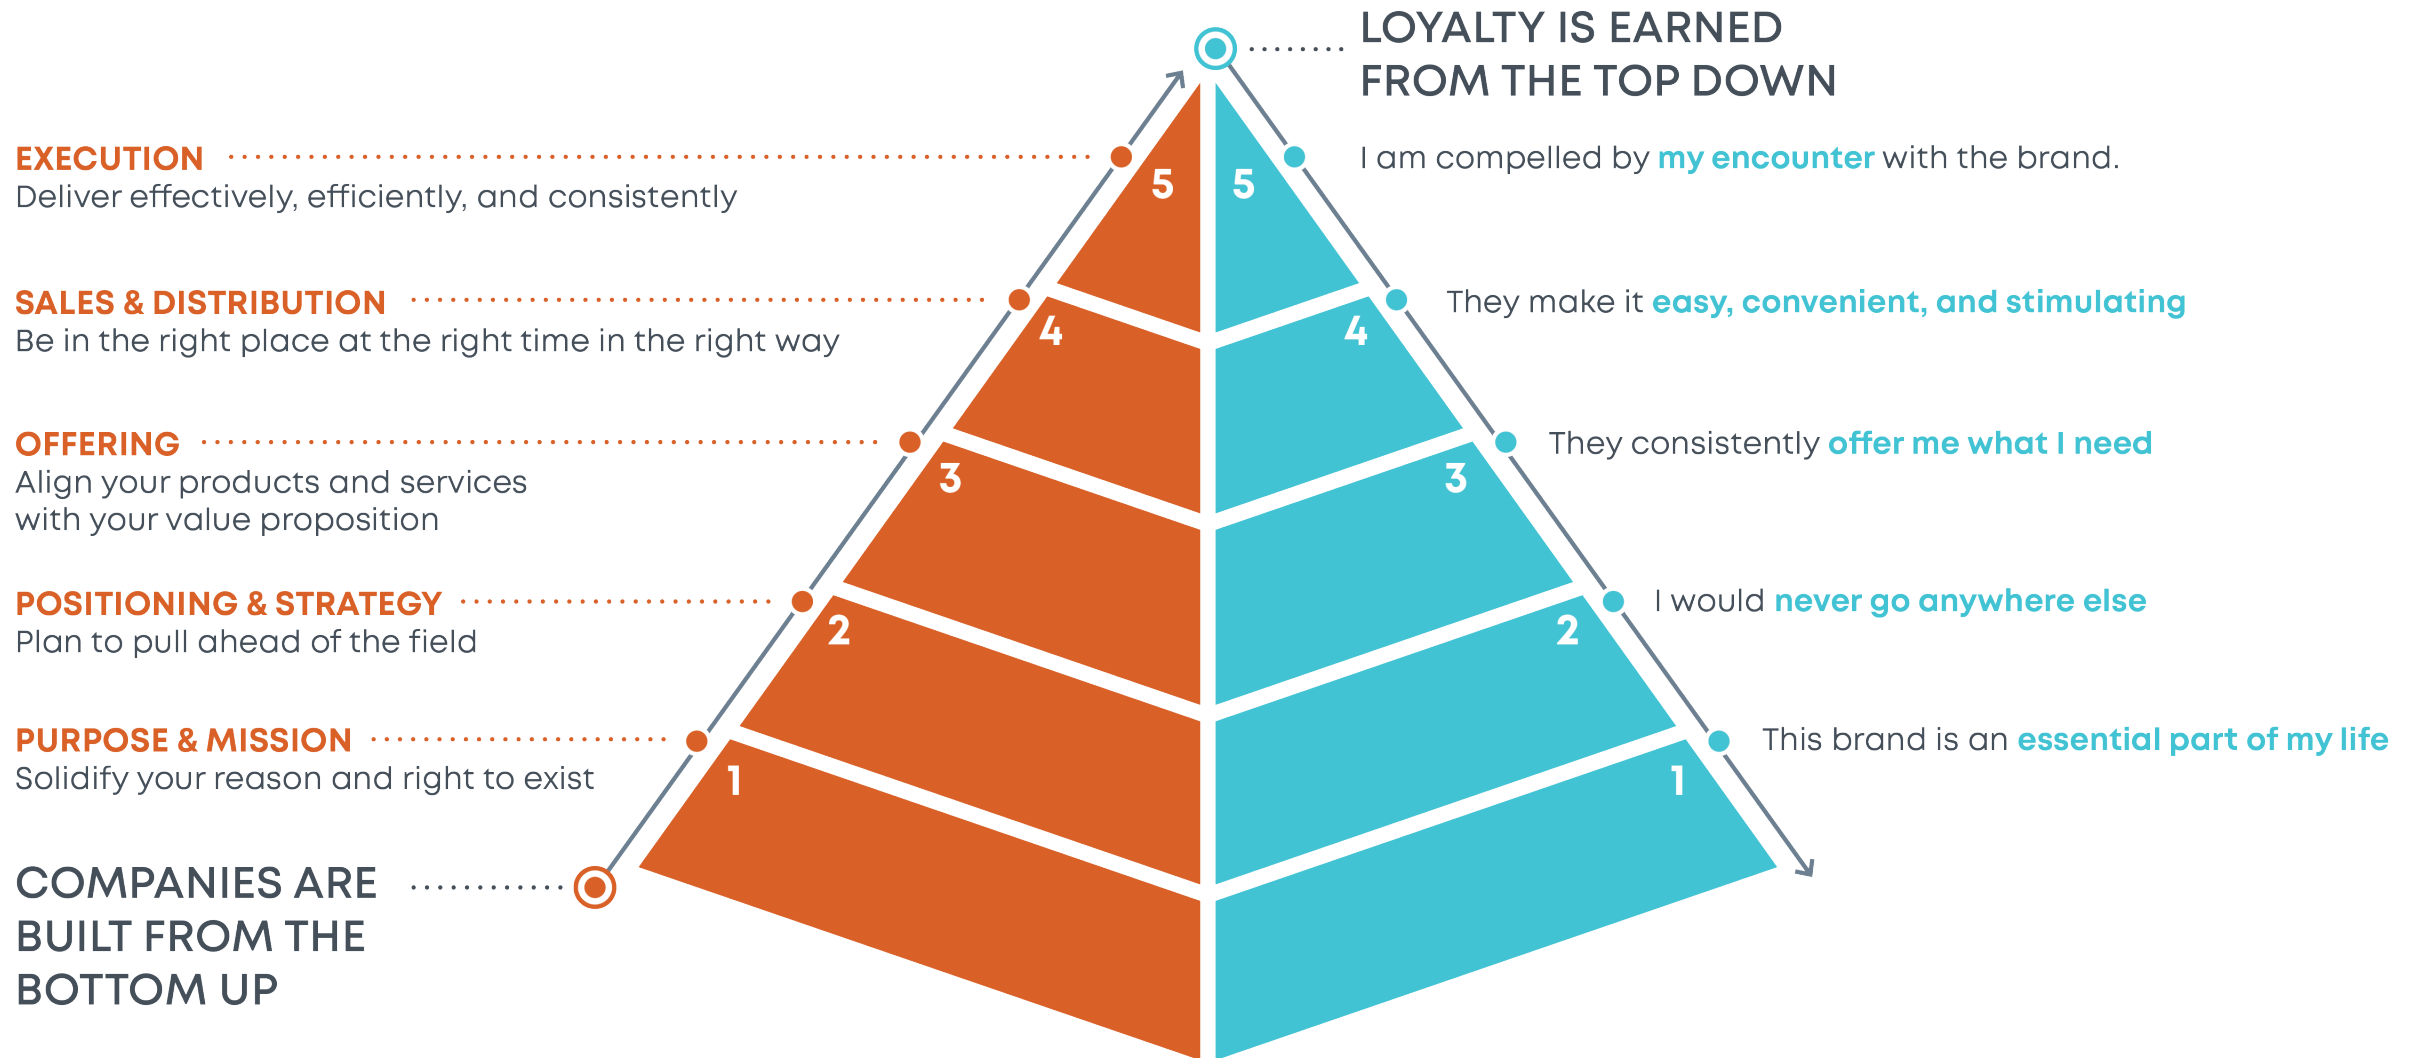 LOYALTY IS EARNED
FROM THE TOP DOWN
EXECUTION
Deliver effectively, efficiently, and consistently
5
5
I am compelled by my encounter with the brand.
SALES & DISTRIBUTION
Be in the right place at the right time in the right way
4
4
They make it easy, convenient, and stimulating
OFFERING
Align your products and services
with your value proposition
3
3
They consistently offer me what I need
POSITIONING & STRATEGY
Plan to pull ahead of the field
2
2
I would never go anywhere else
PURPOSE & MISSION
Solidify your reason and right to exist
1
1
This brand is an essential part of my life
COMPANIES ARE
BUILT FROM THE
BOTTOM UP